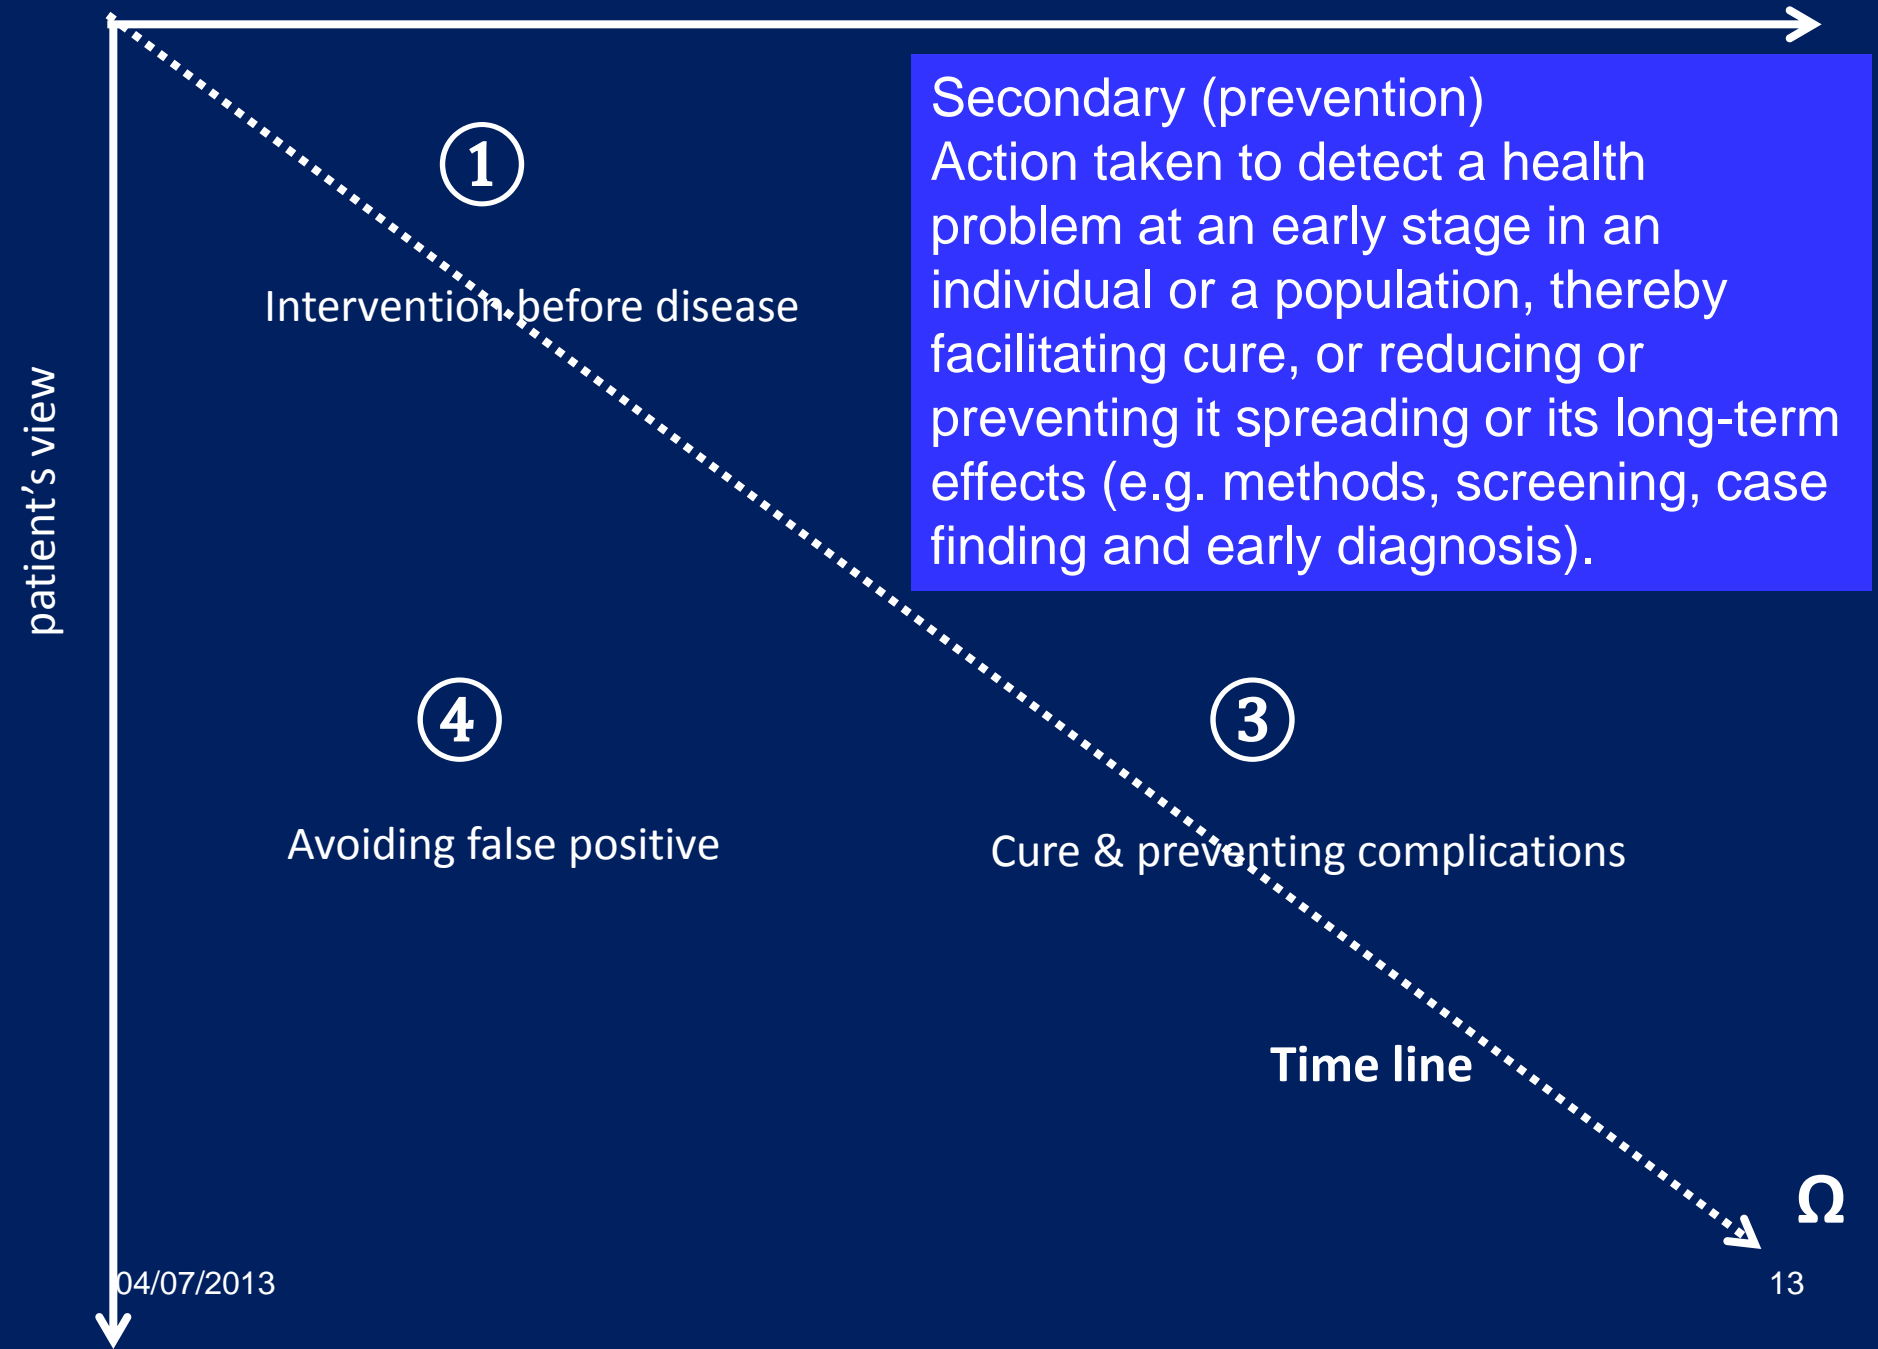 ①
Secondary (prevention)
Action taken to detect a health
problem at an early stage in an
individual or a population, thereby
facilitating cure, or reducing or
preventing it spreading or its long-term
effects (e.g. methods, screening, case
finding and early diagnosis).
Intervention before disease
patient’s view
④
③
Avoiding false positive
Cure & preventing complications
Time line
Ω
04/07/2013
13